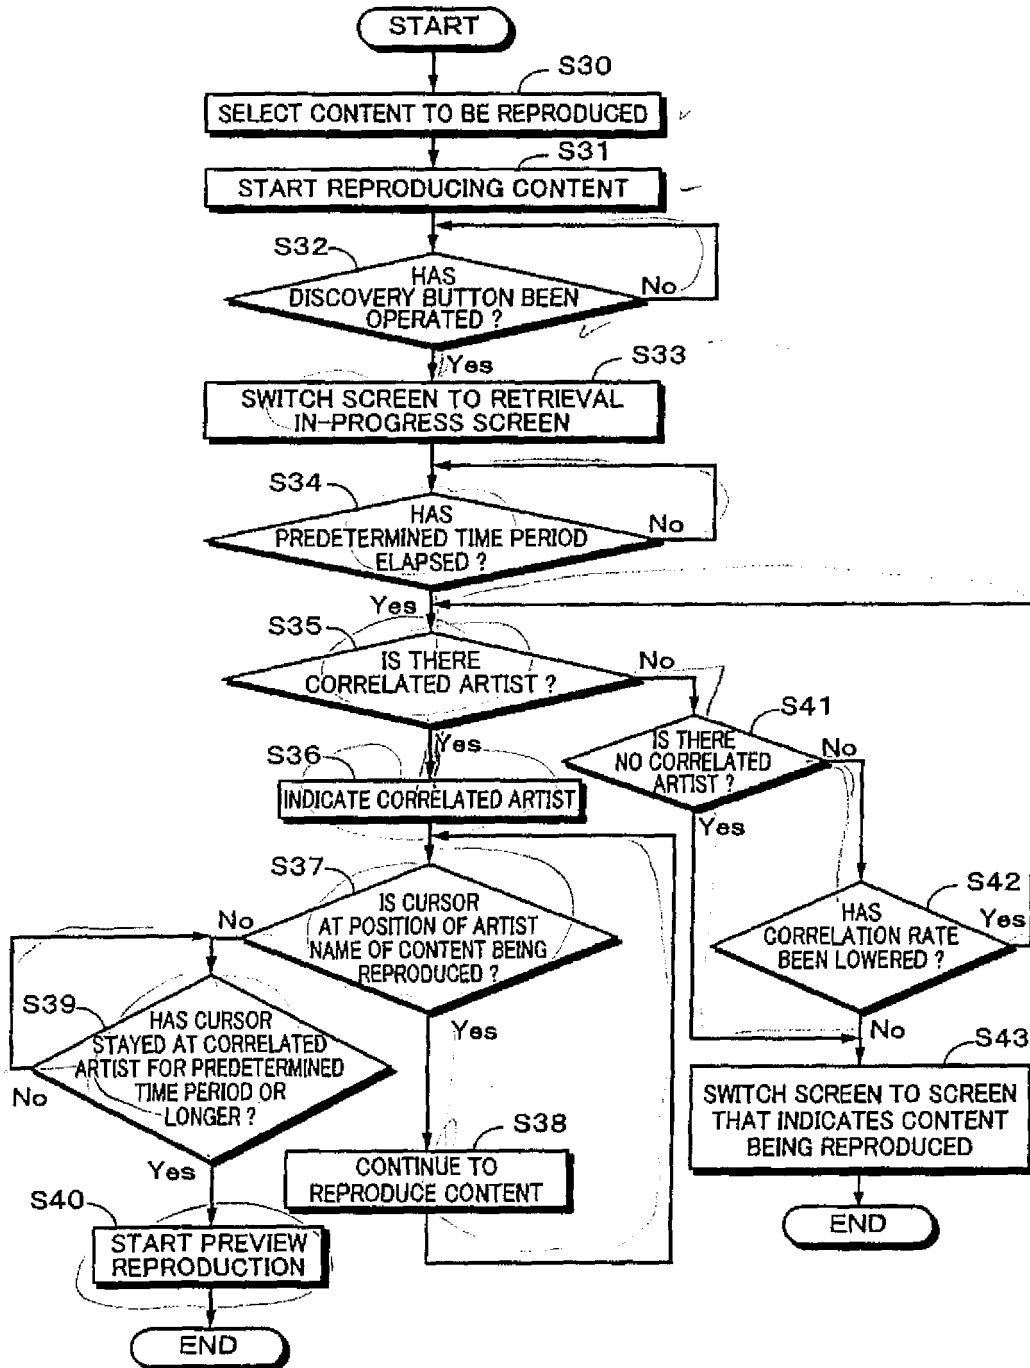 START
S30
SELECT CONTENT TO BE REPRODUCED
S31
START REPRODUCING CONTENT
S32
HAS
DISCOVERY BUTTON BEEN
OPERATED ?
No
Yes
S33
SWITCH SCREEN TO RETRIEVAL
IN-PROGRESS SCREEN
S34
HAS
PREDETERMINED TIME PERIOD
ELAPSED ?
No
Yes
S35
IS THERE
CORRELATED ARTIST ?
No
Yes
S41
IS THERE
NO CORRELATED
ARTIST ?
No
Yes
S36
INDICATE CORRELATED ARTIST
S37
IS CURSOR
AT POSITION OF ARTIST
NAME OF CONTENT BEING
REPRODUCED ?
No
Yes
S42
HAS
CORRELATION RATE
BEEN LOWERED ?
Yes
No
S39
HAS CURSOR
STAYED AT CORRELATED
ARTIST FOR PREDETERMINED
TIME PERIOD OR
LONGER ?
No
Yes
S43
SWITCH SCREEN TO SCREEN
THAT INDICATES CONTENT
BEING REPRODUCED
S38
CONTINUE TO
REPRODUCE CONTENT
END
S40
START PREVIEW
REPRODUCTION
END